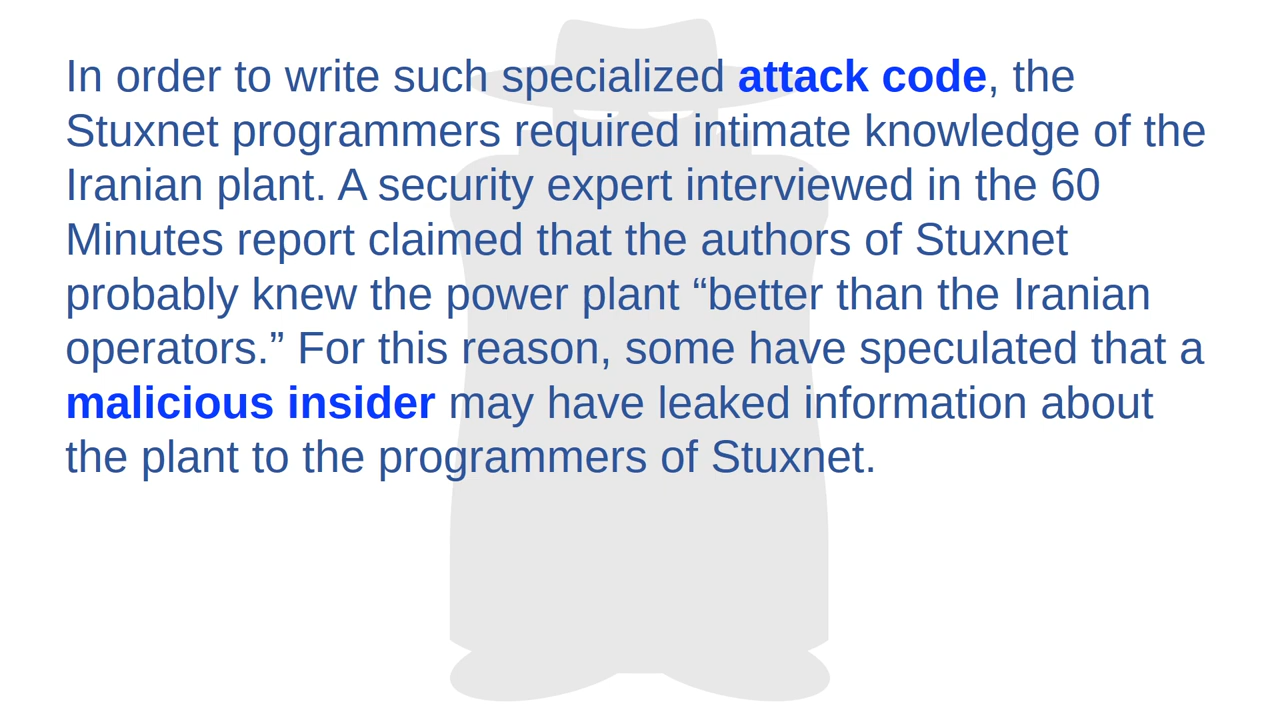 In order to write such specialized attack code, the
Stuxnet programmers required intimate knowledge of the
Iranian plant. A security expert interviewed in the 60
Minutes report claimed that the authors of Stuxnet
probably knew the power plant “better than the Iranian
operators.” For this reason, some have speculated that a
malicious insider may have leaked information about
the plant to the programmers of Stuxnet.